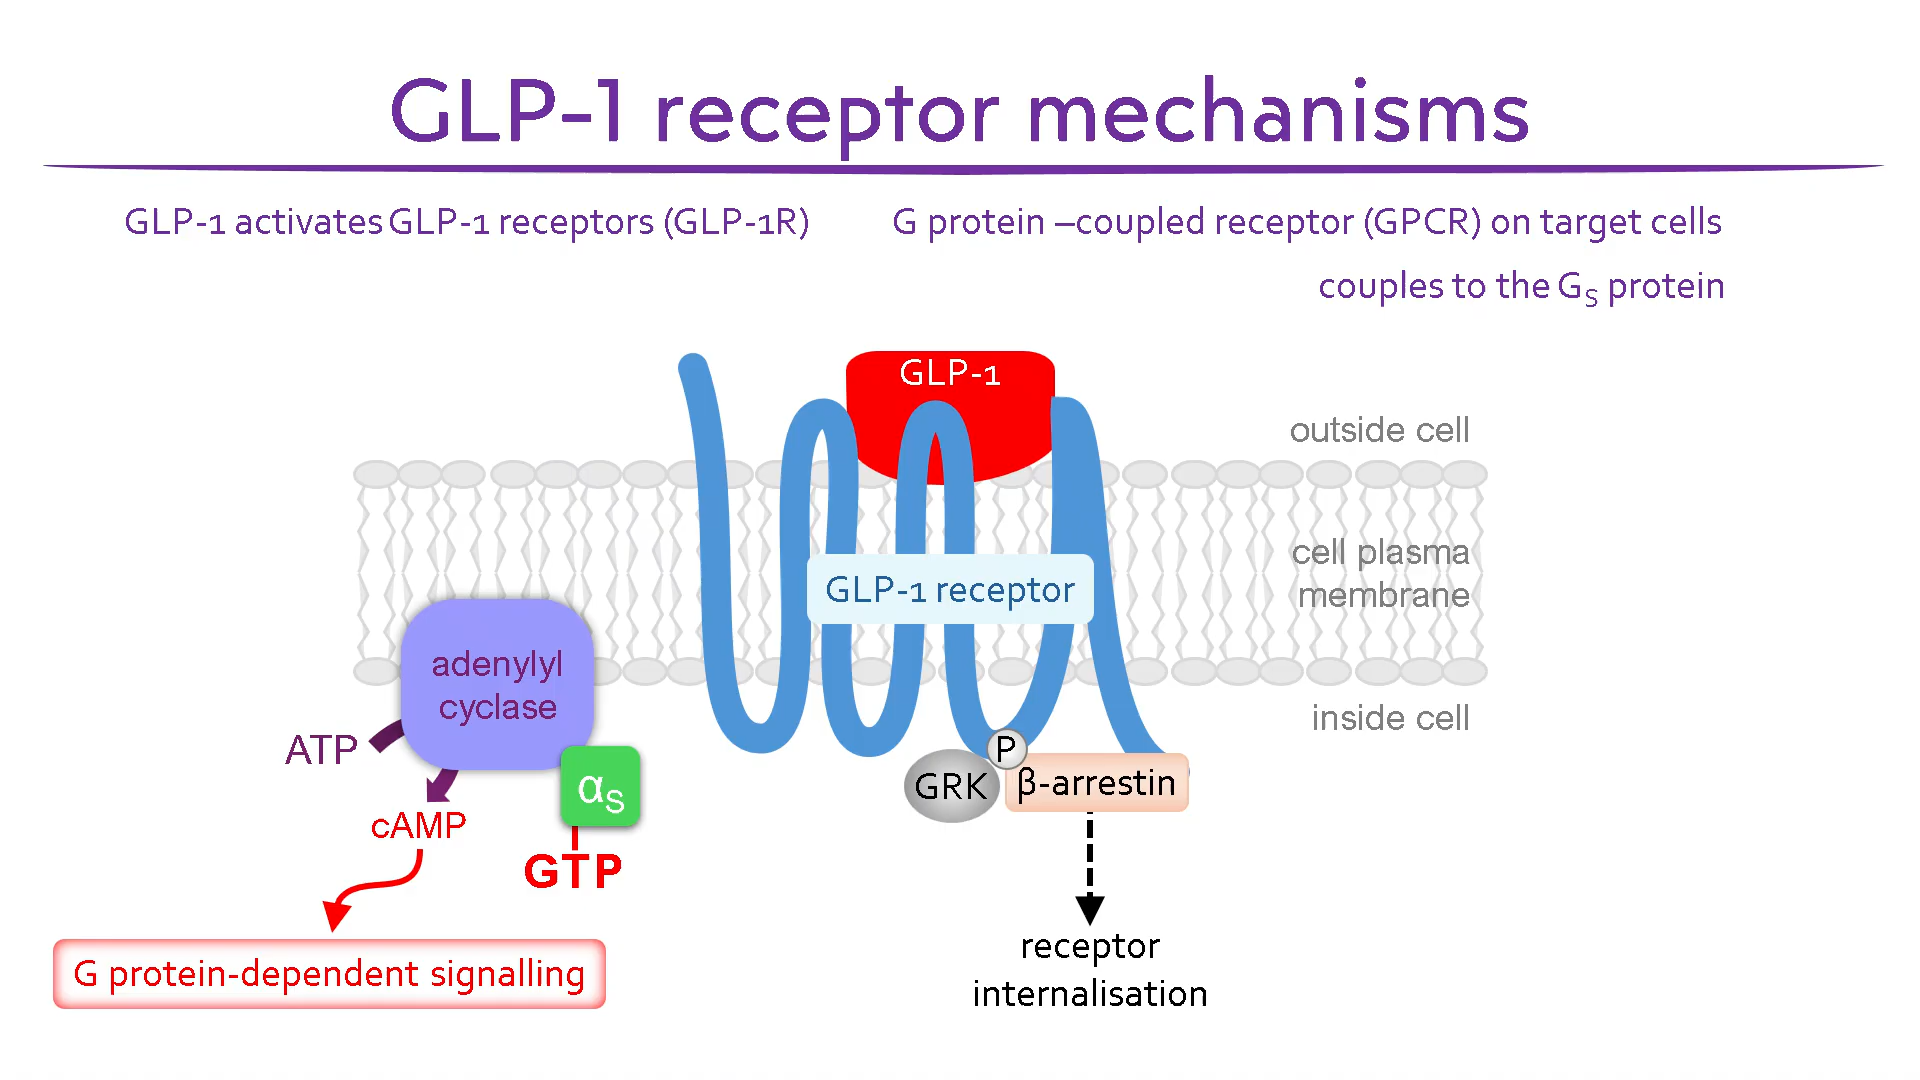 GLP-1 receptor mechanisms
GLP-1 activates GLP-1 receptors (GLP-1R)
G protein –coupled receptor (GPCR) on target cells
couples to the GS protein
GLP-1
outside cell
cell plasma
membrane
GLP-1 receptor
adenylyl
cyclase
inside cell
ATP
P
GRK
β-arrestin
αS
cAMP
GTP
receptor
internalisation
G protein-dependent signalling